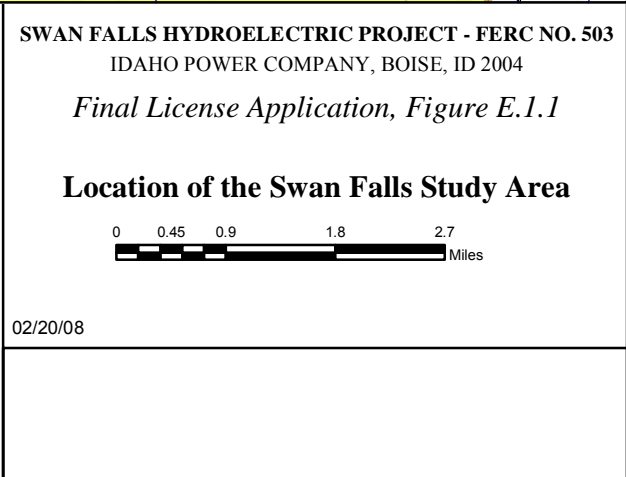 SWAN FALLS HYDROELECTRIC PROJECT - FERC NO. 503
IDAHO POWER COMPANY, BOISE, ID 2004
Final License Application, Figure E.1.1
Location of the Swan Falls Study Area
0 0.45 0.9 1.8 2.7
Miles
02/20/08